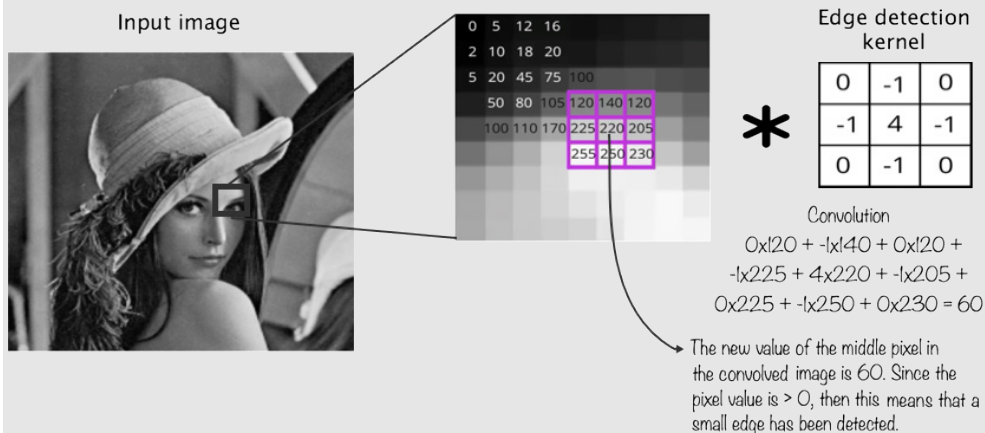 Input image
0 5 12 16
2 10 18 20
5 20 45 75 100
50 80 105 120 140 120
100 110 170 225 220 205
255 250 230
*
Edge detection
kernel
0 -1 0
-1 4 -1
0 -1 0
Convolution
0x120 + -1x140 + 0x120 +
-1x225 + 4x220 + -1x205 +
0x225 + -1x250 + 0x230 = 60
The new value of the middle pixel in
the convolved image is 60. Since the
pixel value is > 0, then this means that a
small edge has been detected.